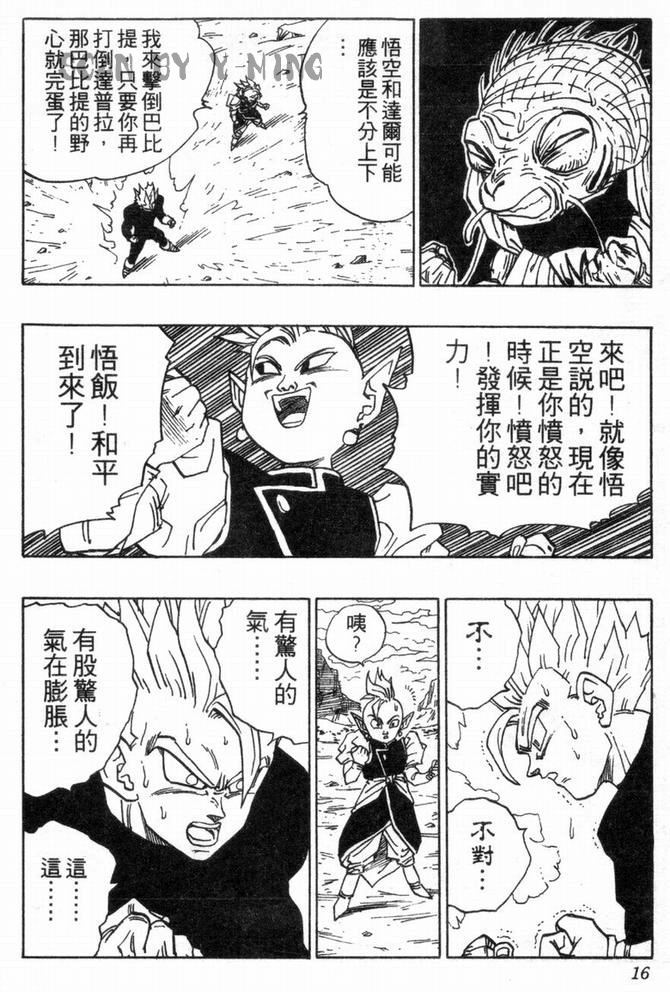 悟空和達爾可能
應該是不分上下
⋯
我來擊倒巴比
提，只要你再
打倒達普拉，
那巴比提的野
心就完蛋了！
來吧！就像悟
空說的，現在
正是你憤怒的
時候！憤怒吧
！發揮你的實
力！
悟飯！和平
到來了！
不⋯
不對⋯
咦？
有驚人的
氣⋯⋯
有股驚人的
氣在膨脹⋯
這⋯⋯
這⋯⋯
16